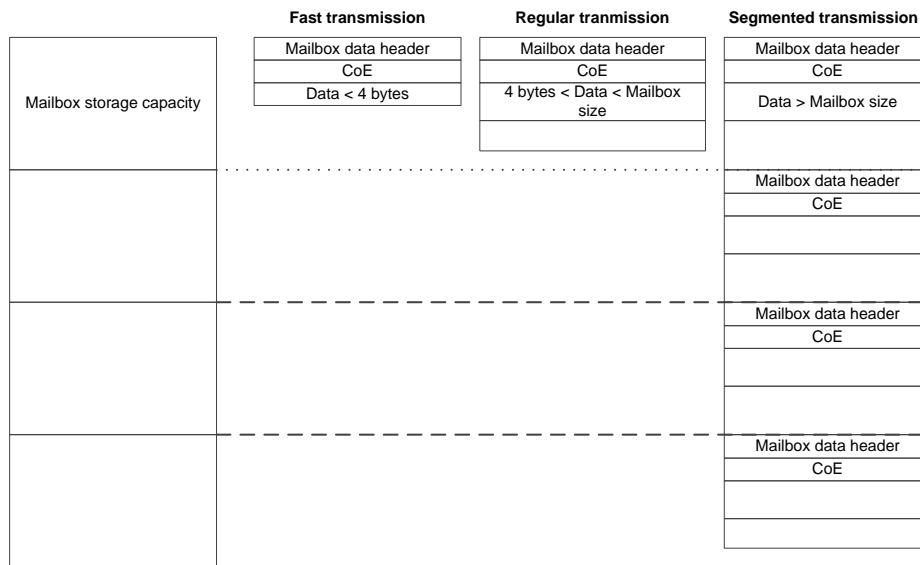 Fast transmission
Regular tranmission
Segmented transmission
Mailbox storage capacity
Mailbox data header
CoE
Data < 4 bytes
Mailbox data header
CoE
4 bytes < Data < Mailbox
size
Mailbox data header
CoE
Data > Mailbox size
Mailbox data header
CoE
Mailbox data header
CoE
Mailbox data header
CoE